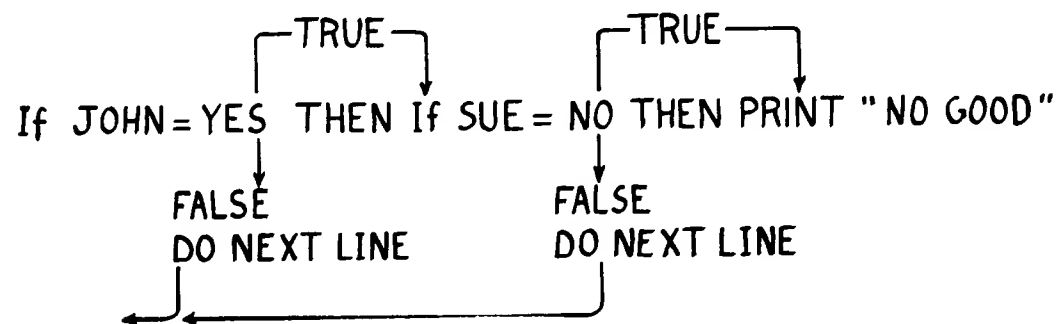 TRUE TRUE
If JOHN = YES THEN If SUE = NO THEN PRINT "NO GOOD"
FALSE FALSE
DO NEXT LINE DO NEXT LINE